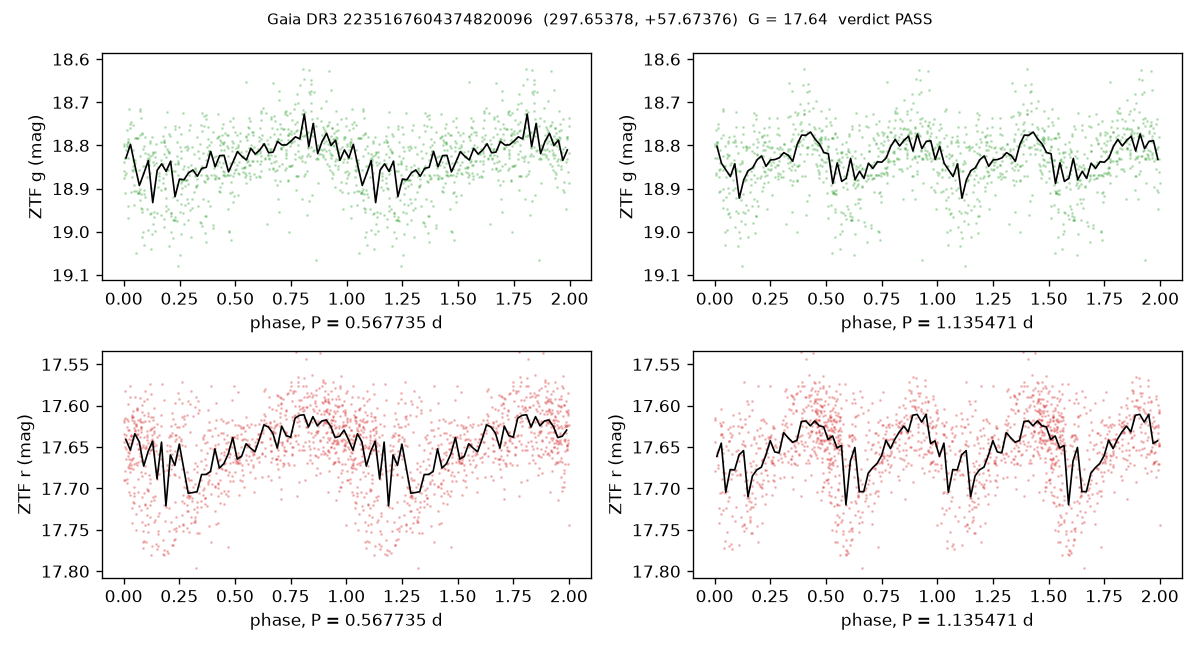 Gaia DR3 2235167604374820096  (297.65378, +57.67376)  G = 17.64  verdict PASS
18.6
18.7
18.8
18.9
19.0
19.1
ZTF g (mag)
0.00 0.25 0.50 0.75 1.00 1.25 1.50 1.75 2.00
phase, P = 0.567735 d
18.6
18.7
18.8
18.9
19.0
19.1
ZTF g (mag)
0.00 0.25 0.50 0.75 1.00 1.25 1.50 1.75 2.00
phase, P = 1.135471 d
17.55
17.60
17.65
17.70
17.75
17.80
ZTF r (mag)
0.00 0.25 0.50 0.75 1.00 1.25 1.50 1.75 2.00
phase, P = 0.567735 d
17.55
17.60
17.65
17.70
17.75
17.80
ZTF r (mag)
0.00 0.25 0.50 0.75 1.00 1.25 1.50 1.75 2.00
phase, P = 1.135471 d